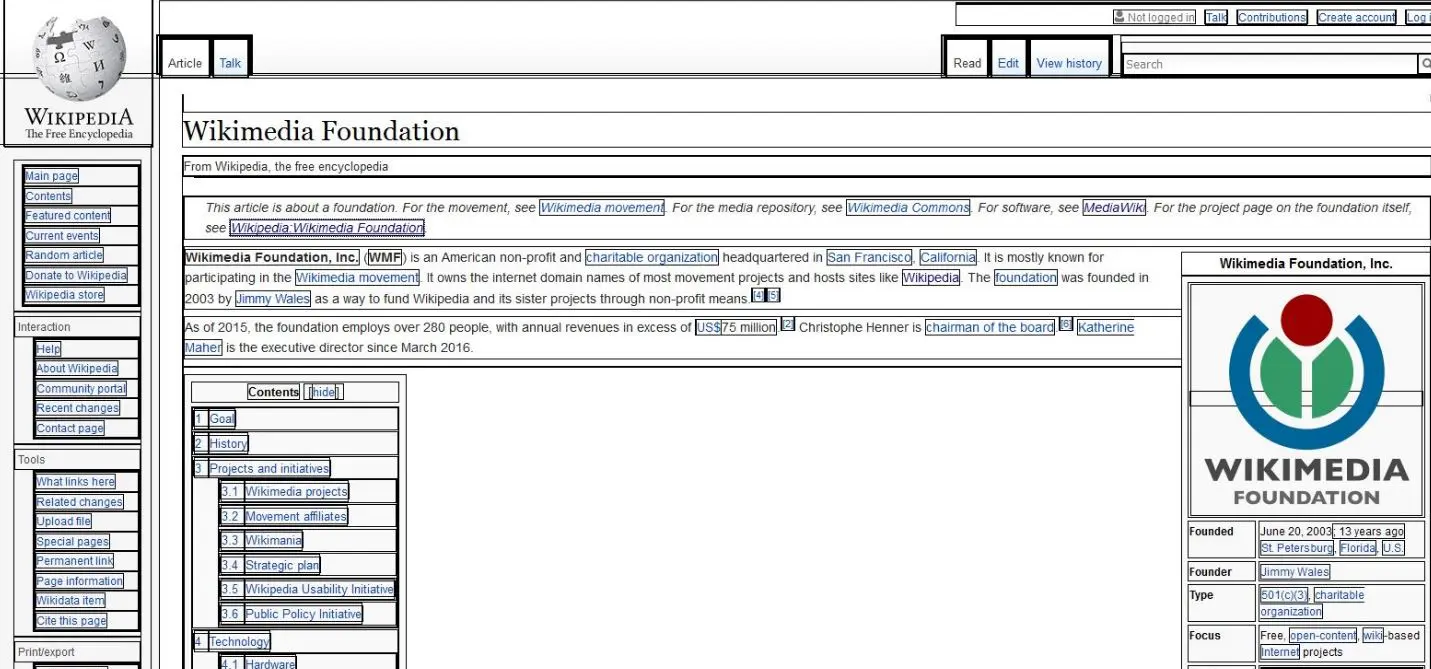 Not logged in Talk Contributions Create account Log i
Article Talk Read Edit View history Search
WIKIPEDIA
The Free Encyclopedia
Main page
Contents
Featured content
Current events
Random article
Donate to Wikipedia
Wikipedia store
Interaction
Help
About Wikipedia
Community portal
Recent changes
Contact page
Tools
What links here
Related changes
Upload file
Special pages
Permanent link
Page information
Wikidata item
Cite this page
Print/export
Wikimedia Foundation
From Wikipedia, the free encyclopedia
This article is about a foundation. For the movement, see Wikimedia movement. For the media repository, see Wikimedia Commons. For software, see MediaWiki. For the project page on the foundation itself,
see Wikipedia:Wikimedia Foundation.
Wikimedia Foundation, Inc. (WMF) is an American non-profit and charitable organization headquartered in San Francisco, California. It is mostly known for
participating in the Wikimedia movement. It owns the internet domain names of most movement projects and hosts sites like Wikipedia. The foundation was founded in
2003 by Jimmy Wales as a way to fund Wikipedia and its sister projects through non-profit means.[4][5]
As of 2015, the foundation employs over 280 people, with annual revenues in excess of US$75 million.[2] Christophe Henner is chairman of the board.[6] Katherine
Maher is the executive director since March 2016.
Contents [hide]
1 Goal
2 History
3 Projects and initiatives
3.1 Wikimedia projects
3.2 Movement affiliates
3.3 Wikimania
3.4 Strategic plan
3.5 Wikipedia Usability Initiative
3.6 Public Policy Initiative
4 Technology
4.1 Hardware
Wikimedia Foundation, Inc.
WIKIMEDIA
FOUNDATION
Founded June 20, 2003; 13 years ago
St. Petersburg, Florida, U.S.
Founder Jimmy Wales
Type 501(c)(3), charitable
organization
Focus Free, open-content, wiki-based
Internet projects